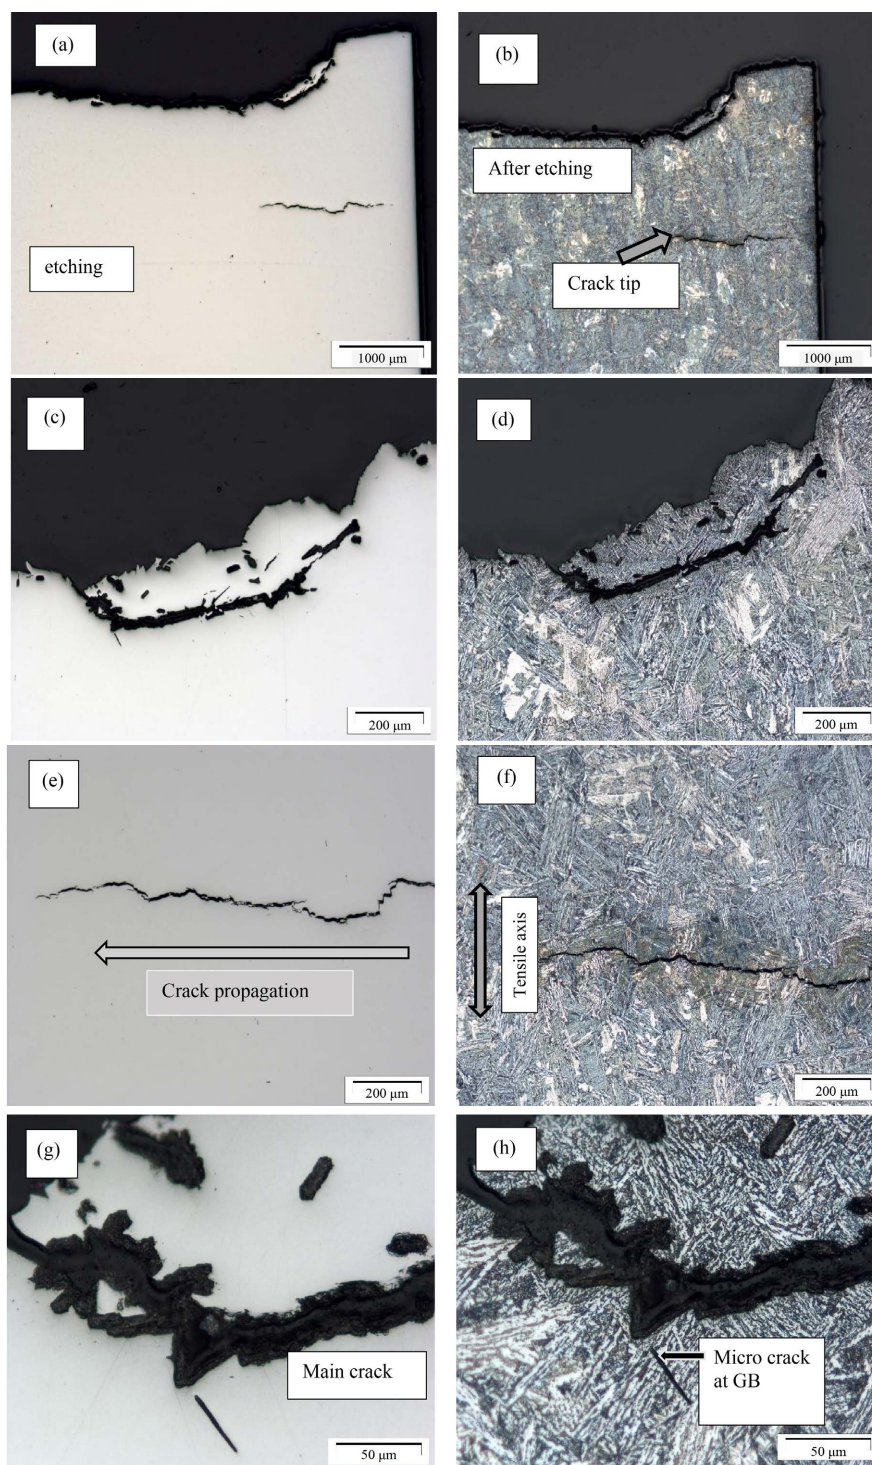 (a)
etching
1000 μm
(b)
After etching
Crack tip
1000 μm
(c)
200 μm
(d)
200 μm
(e)
Crack propagation
200 μm
(f)
Tensile axis
200 μm
(g)
Main crack
50 μm
(h)
Micro crack
at GB
50 μm